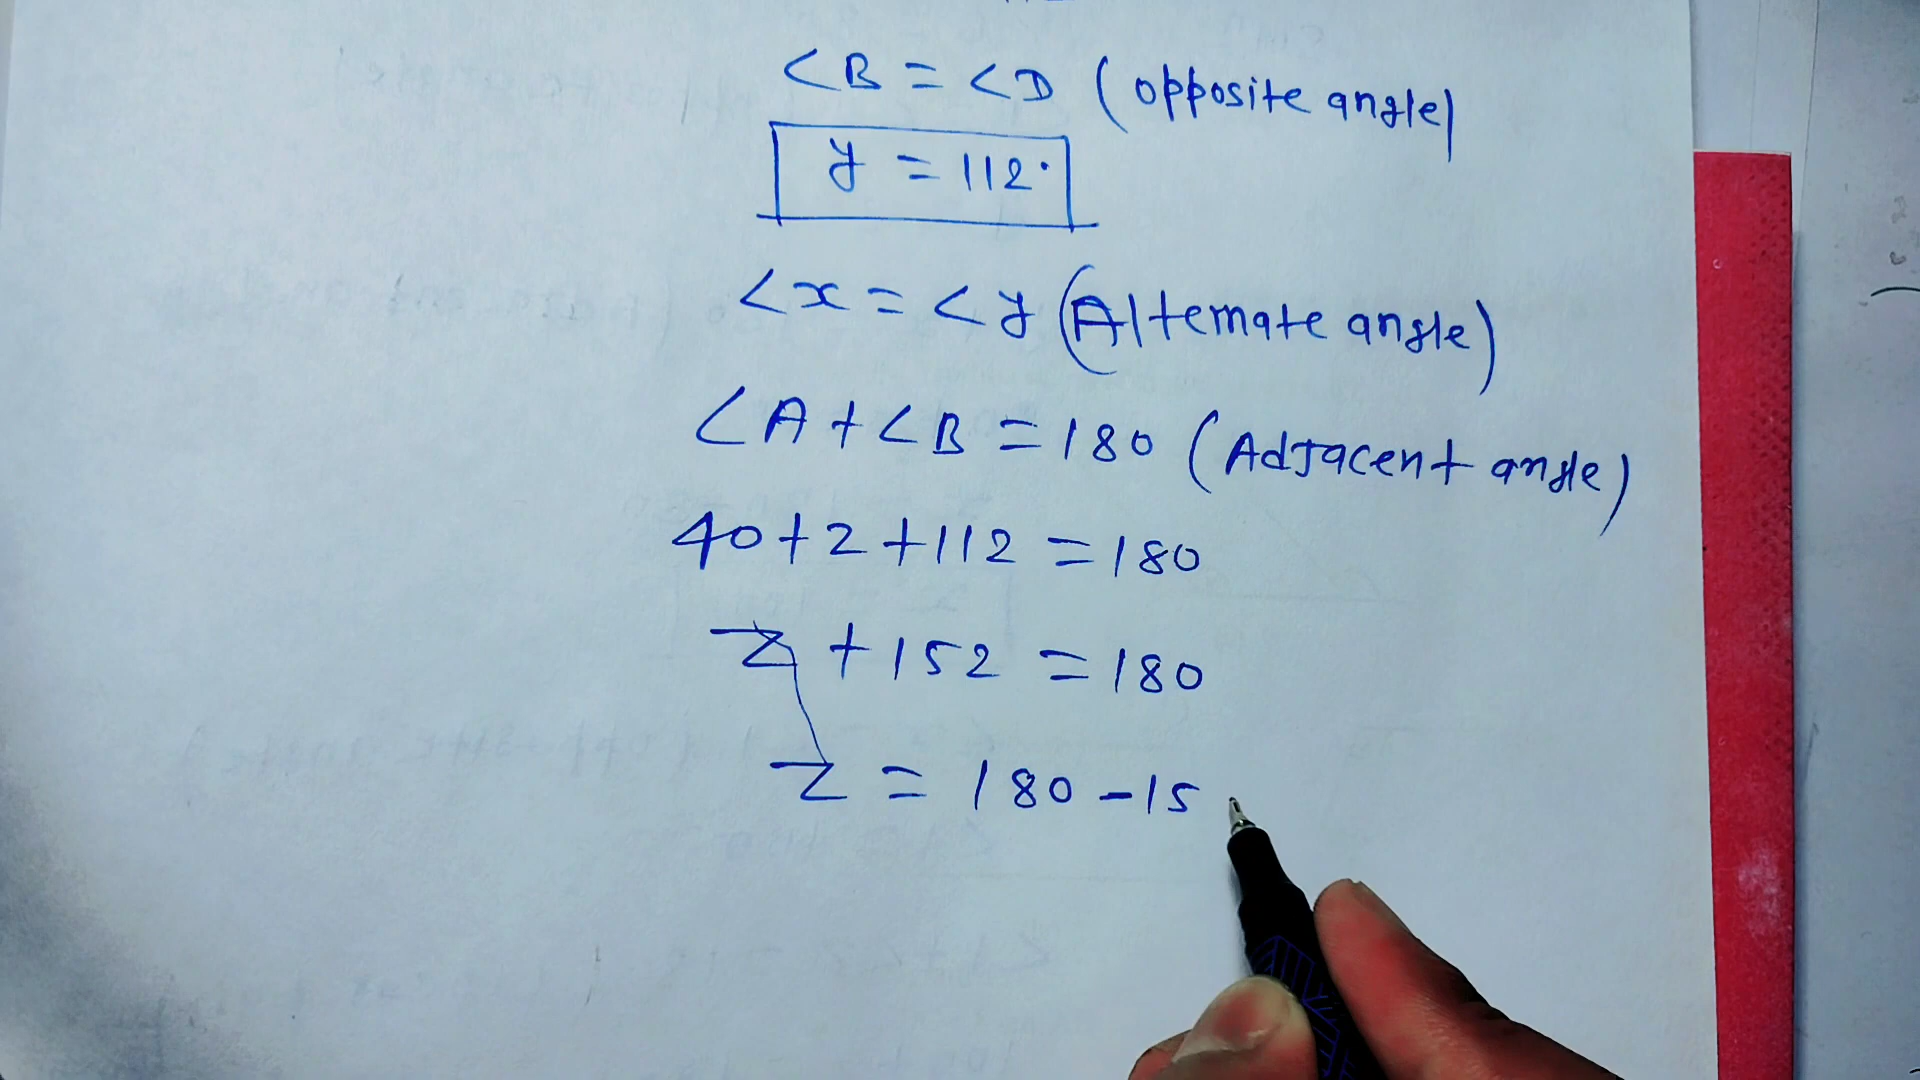 <B = <D (opposite angle)
y = 112°
<x = <y (Alternate angle)
<A + <B = 180 (Adjacent angle)
40 + z + 112 = 180
z + 152 = 180
z = 180 - 15